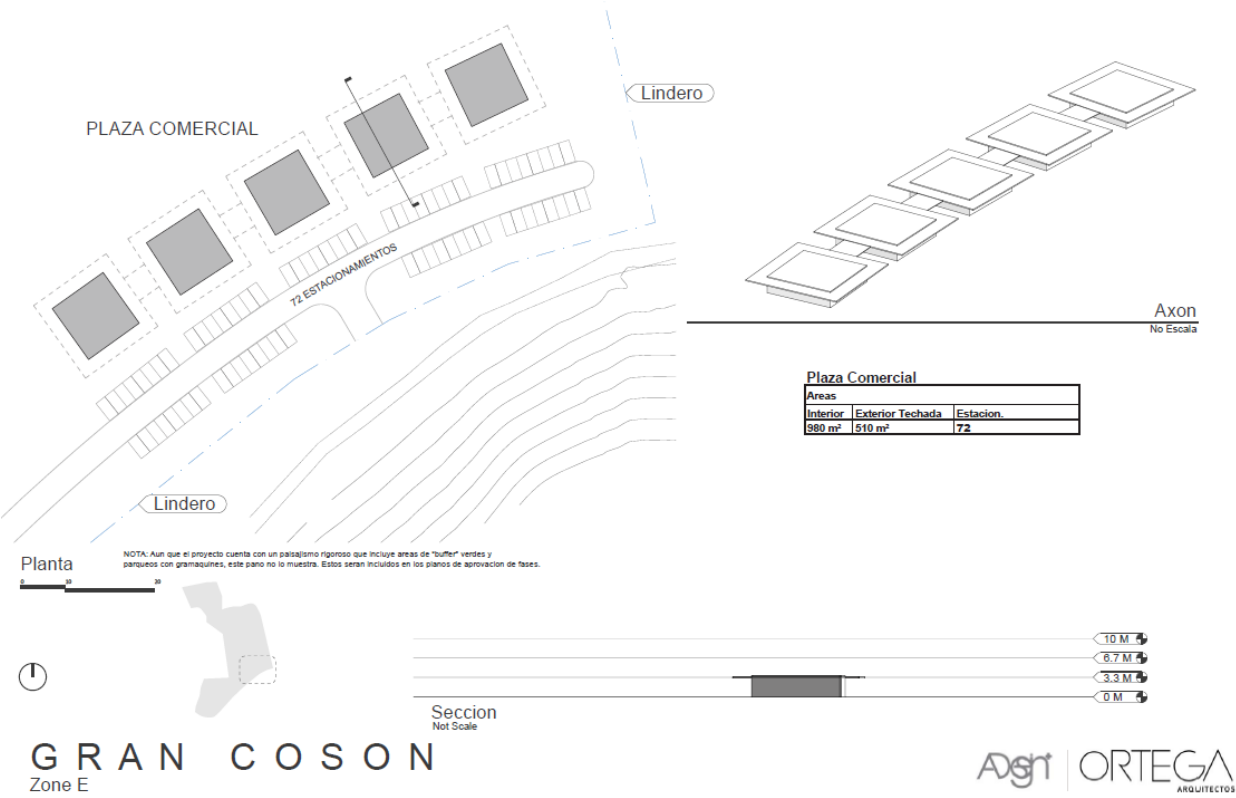 Lindero
PLAZA COMERCIAL
72 ESTACIONAMIENTOS
Lindero
Axon
No Escala
Plaza Comercial
Areas
Interior Exterior Techada Estacion.
980 m² 510 m² 72
Planta
NOTA: Aun que el proyecto cuenta con un paisajismo rigoroso que incluye areas de "buffer" verdes y
parqueos con gramaquines, este pano no lo muestra. Estos seran incluidos en los planos de aprovacion de fases.
0 10
10 M
6.7 M
3.3 M
0 M
Seccion
Not Scale
GRAN COSON
Zone E
ADesign
ORTEGA
ARQUITECTOS